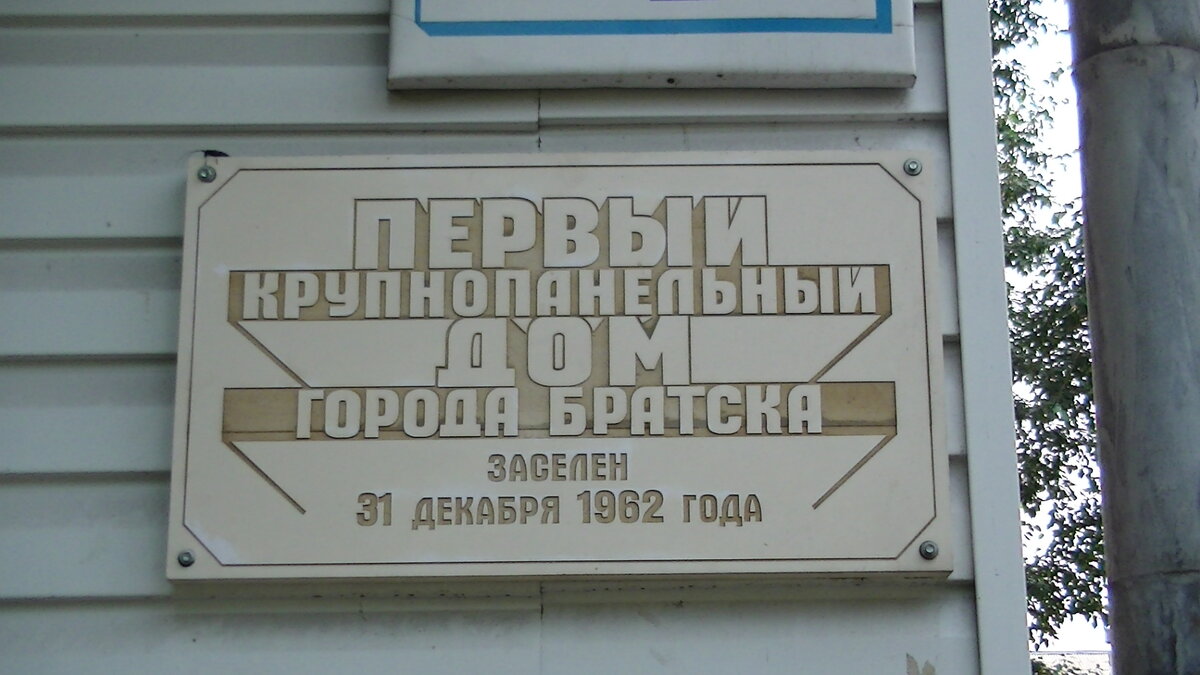 ПЕРВЫЙ
КРУПНОПАНЕЛЬНЫЙ
ДОМ
ГОРОДА БРАТСКА
ЗАСЕЛЕН
31 ДЕКАБРЯ 1962 ГОДА